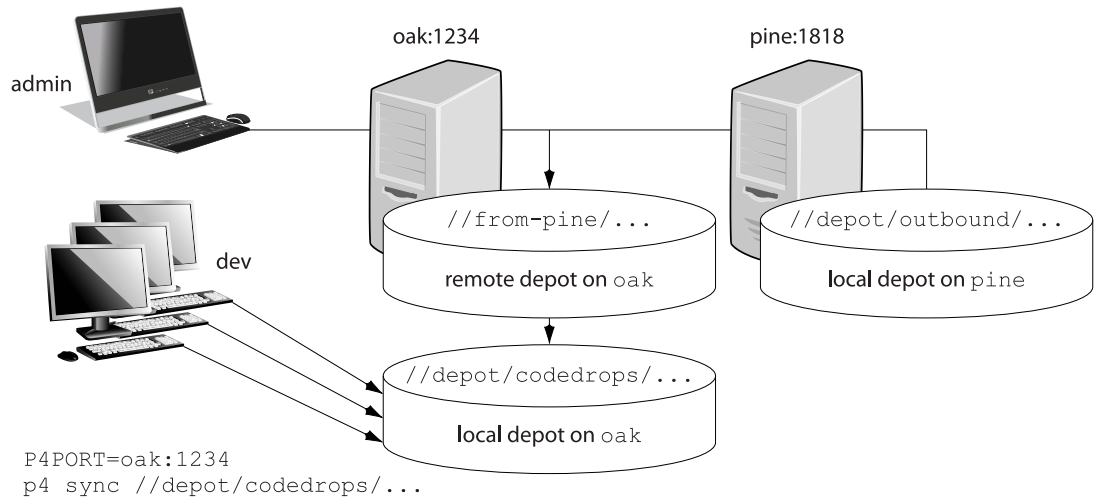 oak:1234
pine:1818
admin
//from-pine/...
//depot/outbound/...
dev
remote depot on oak
local depot on pine
//depot/codedrops/...
local depot on oak
P4PORT=oak:1234
p4 sync //depot/codedrops/...